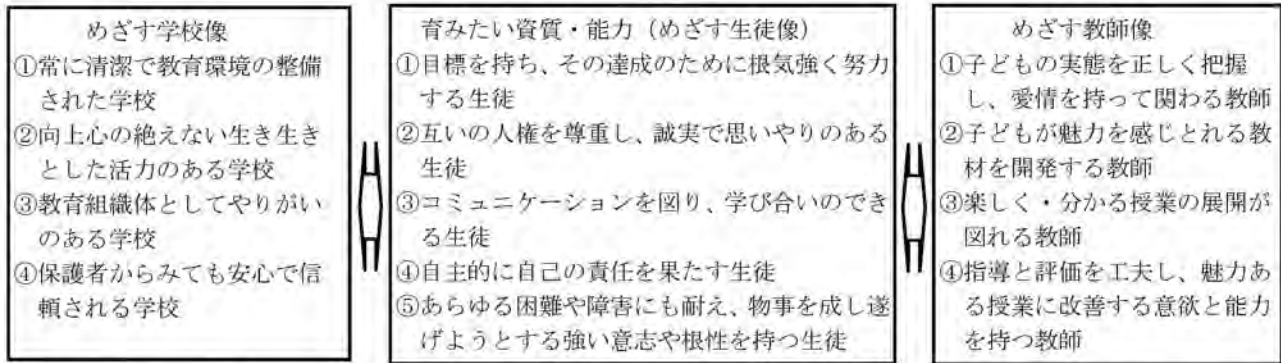 めざす学校像
①常に清潔で教育環境の整備
された学校
②向上心の絶えない生き生き
とした活力のある学校
③教育組織体としてやりがい
のある学校
④保護者からみても安心で信
頼される学校
育みたい資質・能力（めざす生徒像）
①目標を持ち、その達成のために根気強く努力
する生徒
②互いの人権を尊重し、誠実で思いやりのある
生徒
③コミュニケーションを図り、学び合いのでき
る生徒
④自主的に自己の責任を果たす生徒
⑤あらゆる困難や障害にも耐え、物事を成し遂
げようとする強い意志や根性を持つ生徒
めざす教師像
①子どもの実態を正しく把握
し、愛情を持って関わる教師
②子どもが魅力を感じとれる教
材を開発する教師
③楽しく・分かる授業の展開が
図れる教師
④指導と評価を工夫し、魅力あ
る授業に改善する意欲と能力
を持つ教師